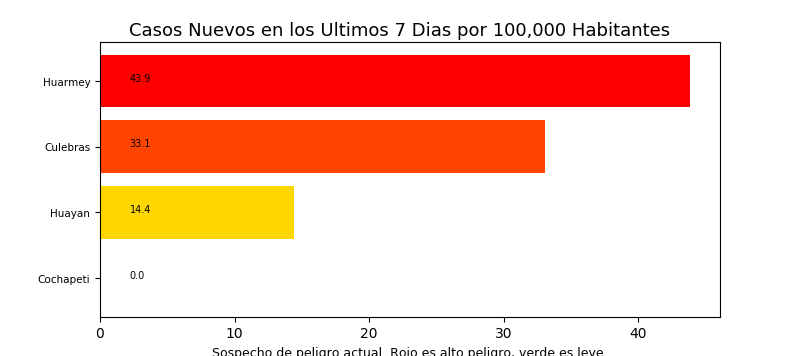 Casos Nuevos en los Ultimos 7 Dias por 100,000 Habitantes
Huarmey 43.9
Culebras 33.1
Huayan 14.4
Cochapeti 0.0
0 10 20 30 40
Sospecho de peligro actual. Rojo es alto peligro, verde es leve